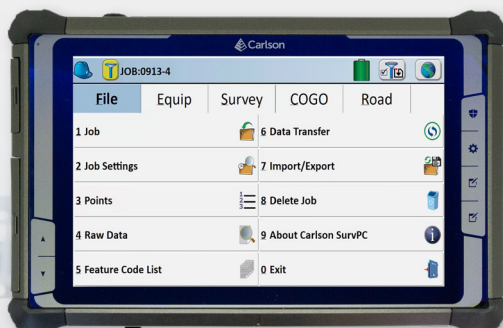 Carlson
JOB:0913-4
File Equip Survey COGO Road
1 Job 6 Data Transfer
2 Job Settings 7 Import/Export
3 Points 8 Delete Job
4 Raw Data 9 About Carlson SurvPC
5 Feature Code List 0 Exit